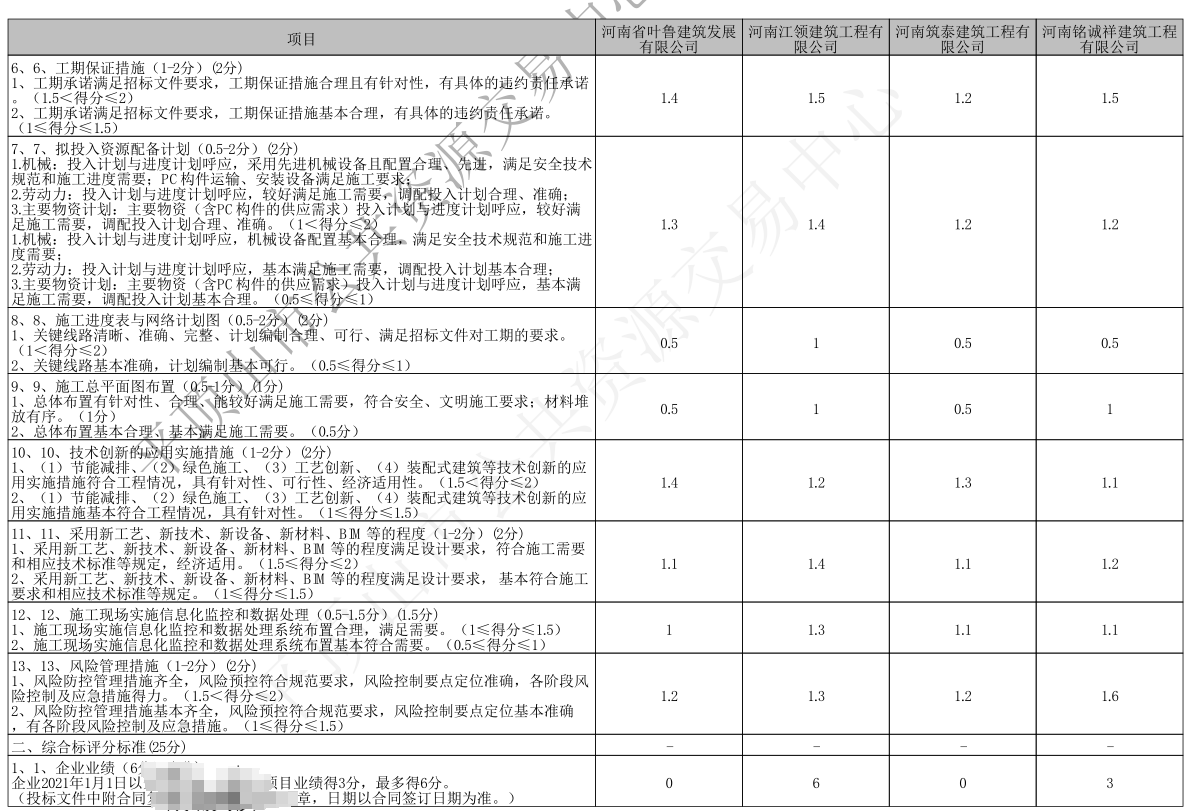 项目
河南省叶鲁建筑发展有限公司
河南江领建筑工程有限公司
河南筑泰建筑工程有限公司
河南铭诚祥建筑工程有限公司
6、6、工期保证措施（1-2分）(2分)
1、工期承诺满足招标文件要求，工期保证措施合理且有针对性，有具体的违约责任承诺
。（1.5＜得分≤2）
2、工期承诺满足招标文件要求，工期保证措施基本合理，有具体的违约责任承诺。
（1≤得分≤1.5）
1.4 1.5 1.2 1.5
7、7、拟投入资源配备计划（0.5-2分）(2分)
1.机械：投入计划与进度计划呼应，采用先进机械设备且配置合理、先进，满足安全技术
规范和施工进度需要；PC构件运输、安装设备满足施工要求；
2.劳动力：投入计划与进度计划呼应，较好满足施工需要，调配投入计划合理、准确；
3.主要物资计划：主要物资（含PC构件的供应需求）投入计划与进度计划呼应，较好满
足施工需要，调配投入计划合理、准确。（1＜得分≤2）
1.机械：投入计划与进度计划呼应，机械设备配置基本合理，满足安全技术规范和施工进
度需要；
2.劳动力：投入计划与进度计划呼应，基本满足施工需要，调配投入计划基本合理；
3.主要物资计划：主要物资（含PC构件的供应需求）投入计划与进度计划呼应，基本满
足施工需要，调配投入计划基本合理。（0.5≤得分≤1）
1.3 1.4 1.2 1.2
8、8、施工进度表与网络计划图（0.5-2分）(2分)
1、关键线路清晰、准确、完整、计划编制合理、可行、满足招标文件对工期的要求。
（1＜得分≤2）
2、关键线路基本准确，计划编制基本可行。（0.5≤得分≤1）
0.5 1 0.5 0.5
9、9、施工总平面图布置（0.5-1分）(1分)
1、总体布置有针对性、合理、能较好满足施工需要，符合安全、文明施工要求；材料堆
放有序。（1分）
2、总体布置基本合理、基本满足施工需要。（0.5分）
0.5 1 0.5 1
10、10、技术创新的应用实施措施（1-2分）(2分)
1、（1）节能减排、（2）绿色施工、（3）工艺创新、（4）装配式建筑等技术创新的应
用实施措施符合工程情况，具有针对性、可行性、经济适用性。（1.5＜得分≤2）
2、（1）节能减排、（2）绿色施工、（3）工艺创新、（4）装配式建筑等技术创新的应
用实施措施基本符合工程情况，具有针对性。（1≤得分≤1.5）
1.4 1.2 1.3 1.1
11、11、采用新工艺、新技术、新设备、新材料、BIM 等的程度（1-2分）(2分)
1、采用新工艺、新技术、新设备、新材料、BIM 等的程度满足设计要求，符合施工需要
和相应技术标准等规定，经济适用。（1.5≤得分≤2）
2、采用新工艺、新技术、新设备、新材料、BIM 等的程度满足设计要求， 基本符合施工
要求和相应技术标准等规定。（1≤得分≤1.5）
1.1 1.4 1.1 1.2
12、12、施工现场实施信息化监控和数据处理（0.5-1.5分）(1.5分)
1、施工现场实施信息化监控和数据处理系统布置合理，满足需要。（1≤得分≤1.5）
2、施工现场实施信息化监控和数据处理系统布置基本符合需要。（0.5≤得分≤1）
1 1.3 1.1 1.1
13、13、风险管理措施（1-2分）(2分)
1、风险防控管理措施齐全，风险预控符合规范要求，风险控制要点定位准确，各阶段风
险控制及应急措施得力。（1.5＜得分≤2）
2、风险防控管理措施基本齐全，风险预控符合规范要求，风险控制要点定位基本准确
，有各阶段风险控制及应急措施。（1≤得分≤1.5）
1.2 1.3 1.2 1.6
二、综合标评分标准(25分)
– – – –
1、1、企业业绩（6
企业2021年1月1日以 项目业绩得3分，最多得6分。
（投标文件中附合同 章，日期以合同签订日期为准。）
0 6 0 3
平顶山市公共资源交易中心
平顶山市公共资源交易中心